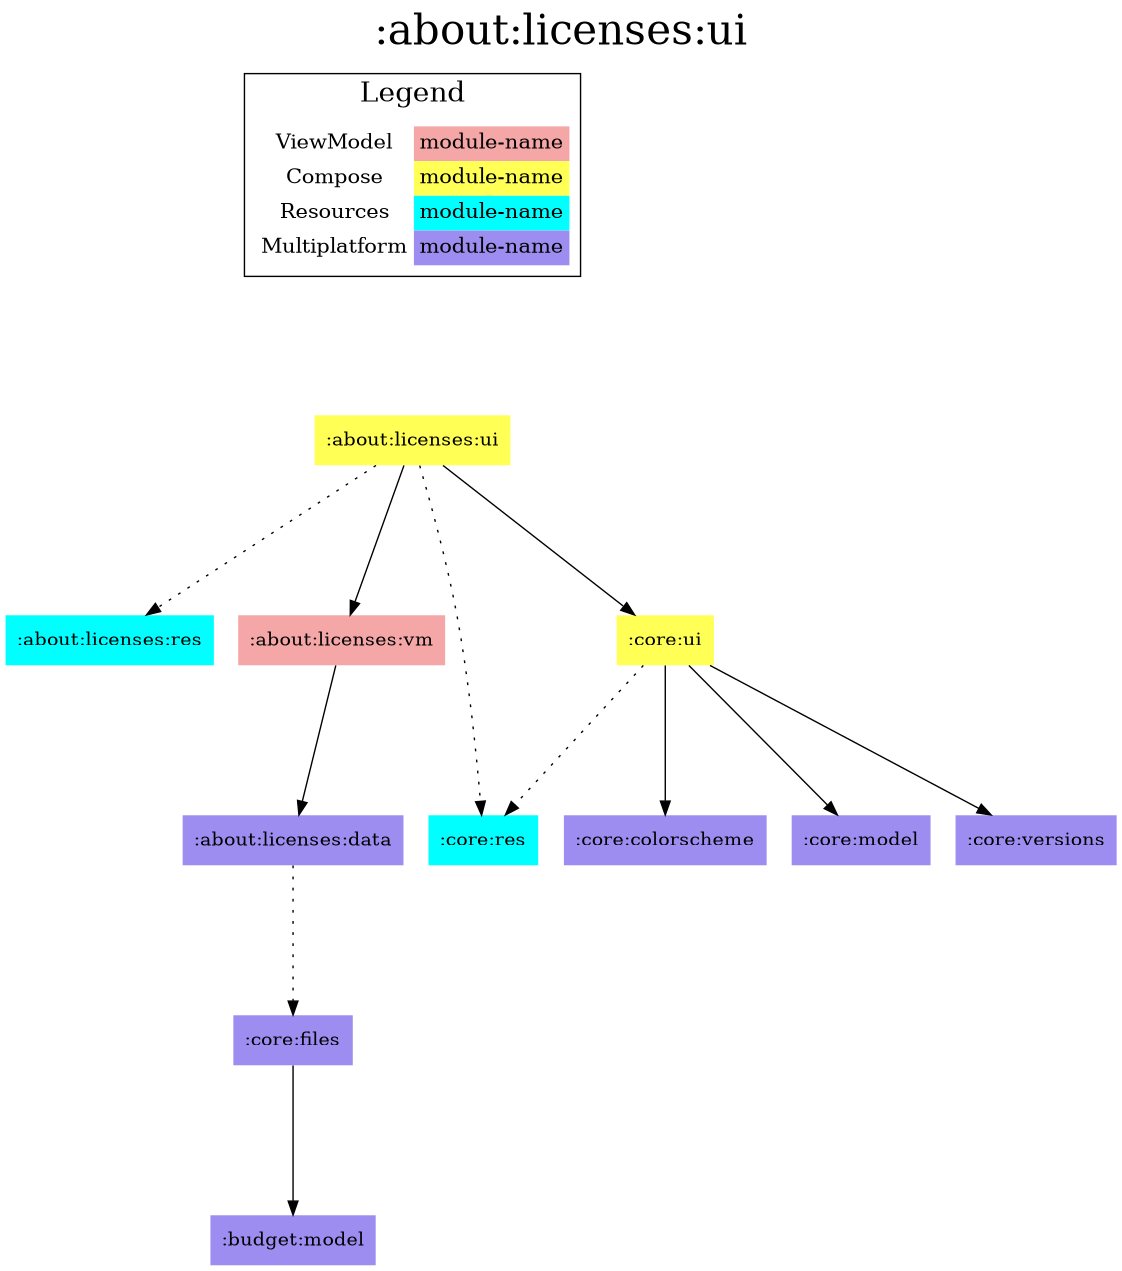 :about:licenses:ui
Legend
ViewModel module-name
Compose module-name
Resources module-name
Multiplatform module-name
:about:licenses:ui
:about:licenses:res
:about:licenses:vm
:core:ui
:about:licenses:data
:core:res
:core:colorscheme
:core:model
:core:versions
:core:files
:budget:model